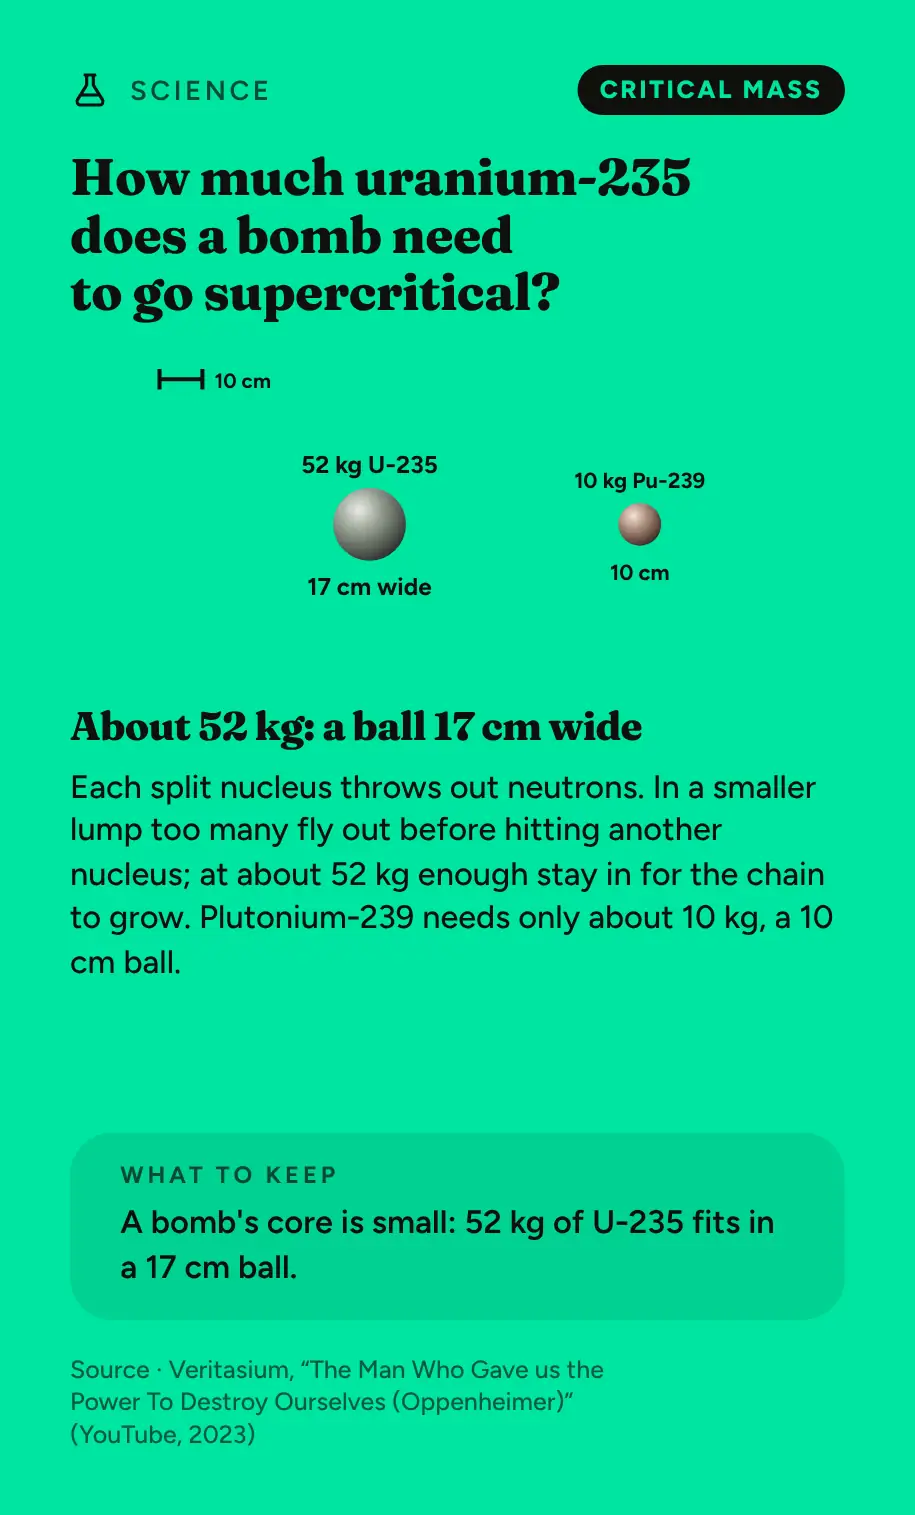 SCIENCE
CRITICAL MASS
How much uranium-235
does a bomb need
to go supercritical?
10 cm
52 kg U-235
10 kg Pu-239
17 cm wide
10 cm
About 52 kg: a ball 17 cm wide
Each split nucleus throws out neutrons. In a smaller
lump too many fly out before hitting another
nucleus; at about 52 kg enough stay in for the chain
to grow. Plutonium-239 needs only about 10 kg, a 10
cm ball.
WHAT TO KEEP
A bomb's core is small: 52 kg of U-235 fits in
a 17 cm ball.
Source · Veritasium, “The Man Who Gave us the
Power To Destroy Ourselves (Oppenheimer)”
(YouTube, 2023)